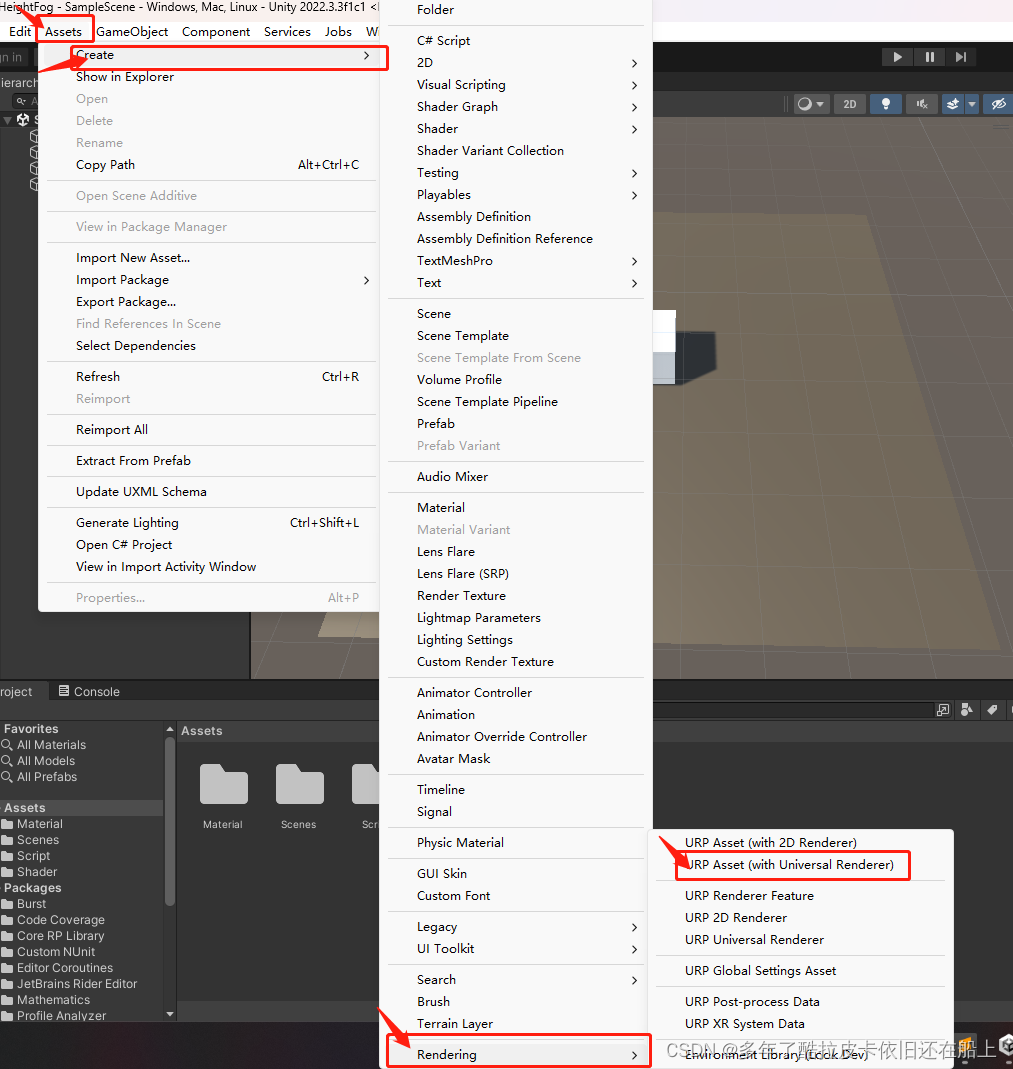 HeightFog - SampleScene - Windows, Mac, Linux - Unity 2022.3.3f1c1 <
Edit Assets GameObject Component Services Jobs
Create
Show in Explorer
Open
Delete
Rename
Copy Path Alt+Ctrl+C
Open Scene Additive
View in Package Manager
Import New Asset...
Import Package
Export Package...
Find References In Scene
Select Dependencies
Refresh Ctrl+R
Reimport
Reimport All
Extract From Prefab
Update UXML Schema
Generate Lighting Ctrl+Shift+L
Open C# Project
View in Import Activity Window
Properties... Alt+P
Folder
C# Script
2D
Visual Scripting
Shader Graph
Shader
Shader Variant Collection
Testing
Playables
Assembly Definition
Assembly Definition Reference
TextMeshPro
Text
Scene
Scene Template
Scene Template From Scene
Volume Profile
Scene Template Pipeline
Prefab
Prefab Variant
Audio Mixer
Material
Material Variant
Lens Flare
Lens Flare (SRP)
Render Texture
Lightmap Parameters
Lighting Settings
Custom Render Texture
Animator Controller
Animation
Animator Override Controller
Avatar Mask
Timeline
Signal
Physic Material
GUI Skin
Custom Font
Legacy
UI Toolkit
Search
Brush
Terrain Layer
Rendering
URP Asset (with 2D Renderer)
URP Asset (with Universal Renderer)
URP Renderer Feature
URP 2D Renderer
URP Universal Renderer
URP Global Settings Asset
URP Post-process Data
URP XR System Data
Environment Library (Look Dev)
2D
roject Console
Favorites
All Materials
All Models
All Prefabs
Assets
Material
Scenes
Script
Shader
Packages
Burst
Code Coverage
Core RP Library
Custom NUnit
Editor Coroutines
JetBrains Rider Editor
Mathematics
Profile Analyzer
Assets
Material Scenes Scr
CSDN @多年了酷拉皮卡依旧还在船上